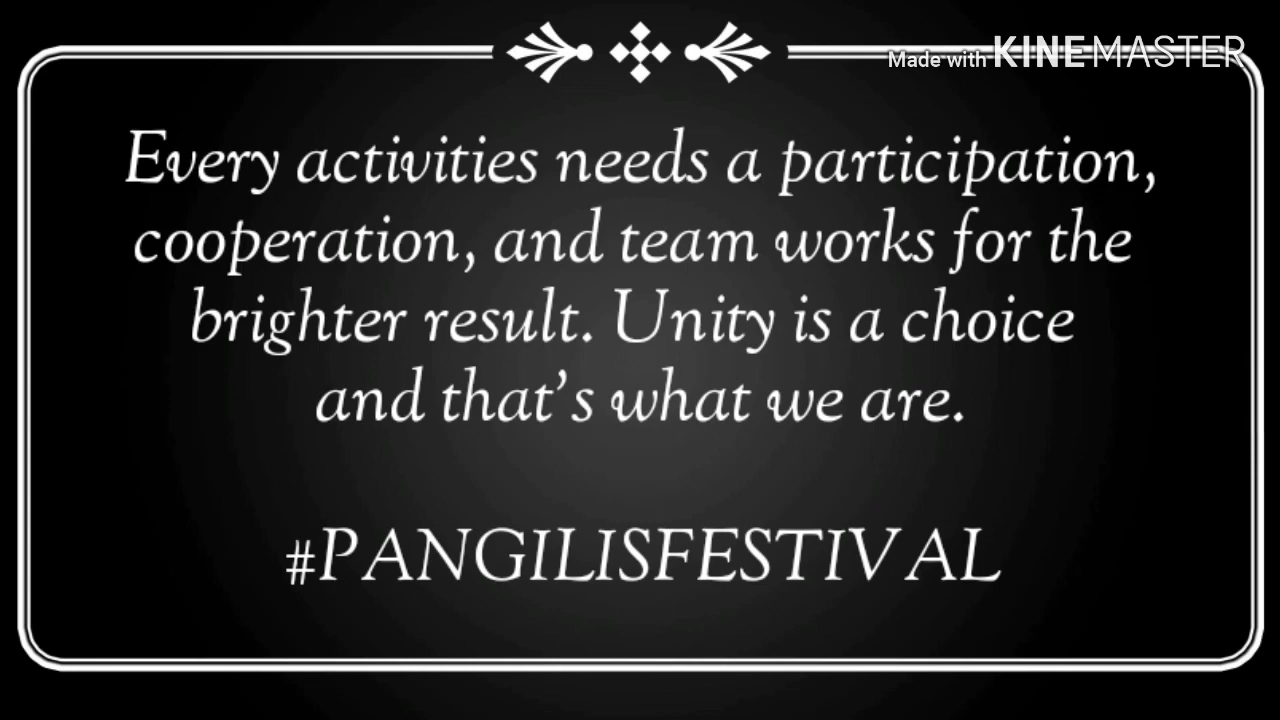 Made with KINEMASTER
Every activities needs a participation,
cooperation, and team works for the
brighter result. Unity is a choice
and that's what we are.
#PANGILISFESTIVAL